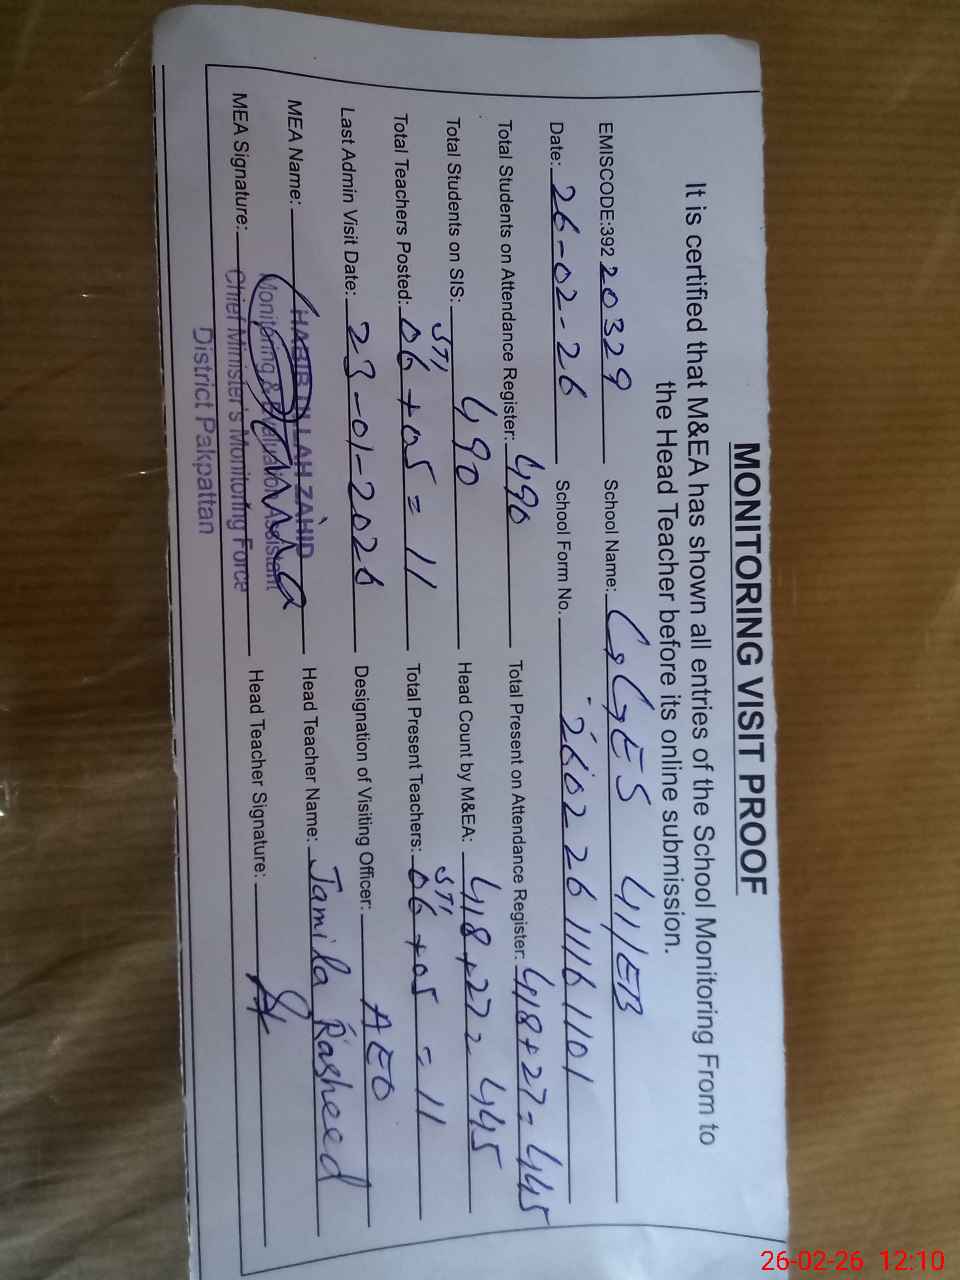 MONITORING VISIT PROOF
It is certified that M&EA has shown all entries of the School Monitoring From to
the Head Teacher before its online submission.
EMISCODE:392 20329 School Name: GGES 41/EB
Date: 26-02-26 School Form No. 26022611161101
Total Students on Attendance Register: 490 Total Present on Attendance Register: 418+27=445
Total Students on SIS: 490 Head Count by M&EA: 418+27=445
STI STI
Total Teachers Posted: 06+05=11 Total Present Teachers: 06+05=11
Last Admin Visit Date: 23-01-2026 Designation of Visiting Officer: AEO
MEA Name: HABIB ULLAH ZAHID Head Teacher Name: Jamila Rasheed
Monitoring & Evaluation Assistant
MEA Signature: Chief Minister's Monitoring Force Head Teacher Signature:
District Pakpattan
26-02-26 12:10